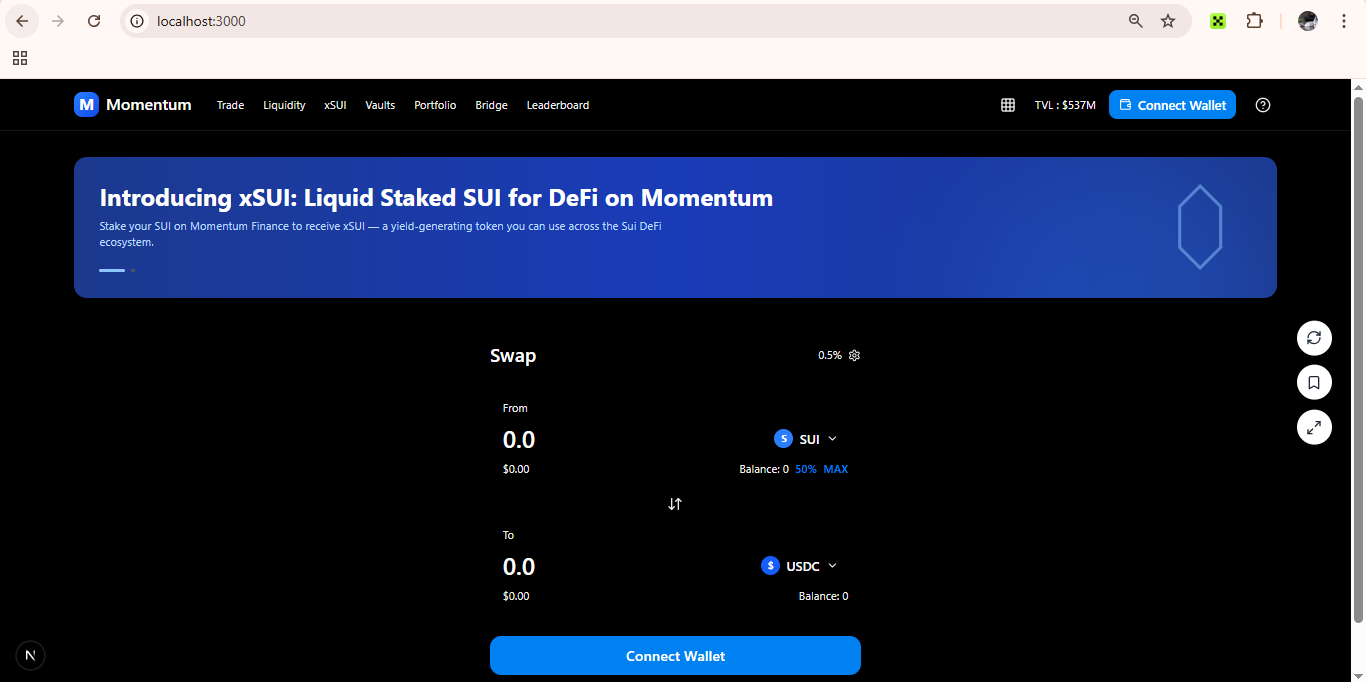 localhost:3000
M Momentum Trade Liquidity xSUI Vaults Portfolio Bridge Leaderboard TVL : $537M Connect Wallet ?
Introducing xSUI: Liquid Staked SUI for DeFi on Momentum
Stake your SUI on Momentum Finance to receive xSUI — a yield-generating token you can use across the Sui DeFi
ecosystem.
Swap 0.5%
From
0.0 S SUI
$0.00 Balance: 0 50% MAX
To
0.0 $ USDC
$0.00 Balance: 0
N
Connect Wallet